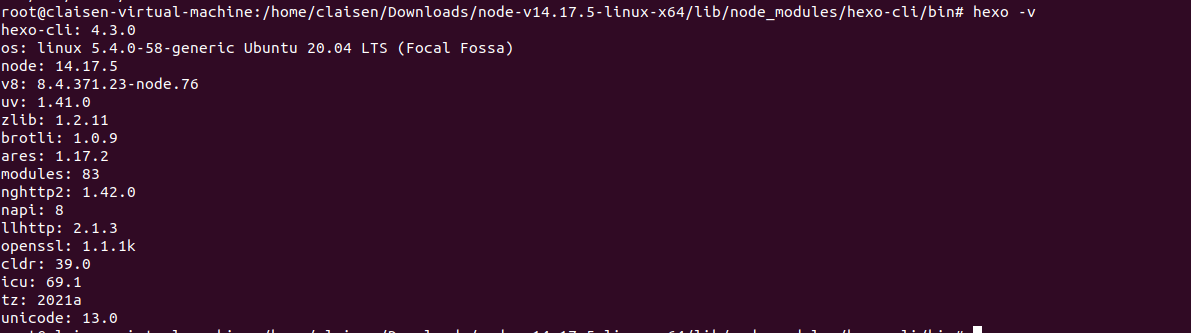 root@claisen-virtual-machine:/home/claisen/Downloads/node-v14.17.5-linux-x64/lib/node_modules/hexo-cli/bin# hexo -v
hexo-cli: 4.3.0
os: linux 5.4.0-58-generic Ubuntu 20.04 LTS (Focal Fossa)
node: 14.17.5
v8: 8.4.371.23-node.76
uv: 1.41.0
zlib: 1.2.11
brotli: 1.0.9
ares: 1.17.2
modules: 83
nghttp2: 1.42.0
napi: 8
llhttp: 2.1.3
openssl: 1.1.1k
cldr: 39.0
icu: 69.1
tz: 2021a
unicode: 13.0